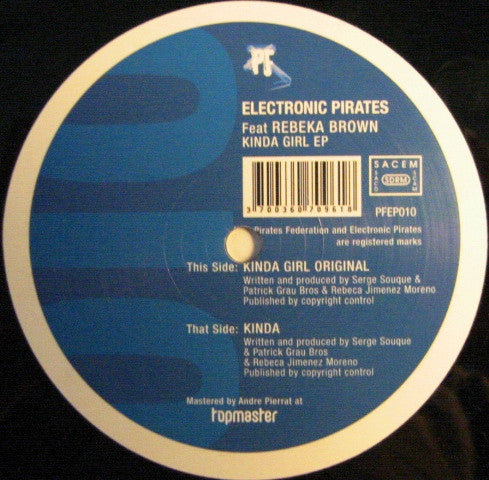 PF
ELECTRONIC PIRATES
Feat REBEKA BROWN
KINDA GIRL EP
SACEM
SACD
SDRM
SCAM
3 700360 709618
PFEP010
Pirates Federation and Electronic Pirates
are registered marks
This Side: KINDA GIRL ORIGINAL
Written and produced by Serge Souque &
Patrick Grau Bros & Rebeca Jimenez Moreno
Published by copyright control
That Side: KINDA
Written and produced by Serge Souque
& Patrick Grau Bros
& Rebeca Jimenez Moreno
Published by copyright control
Mastered by Andre Pierrat at
topmaster